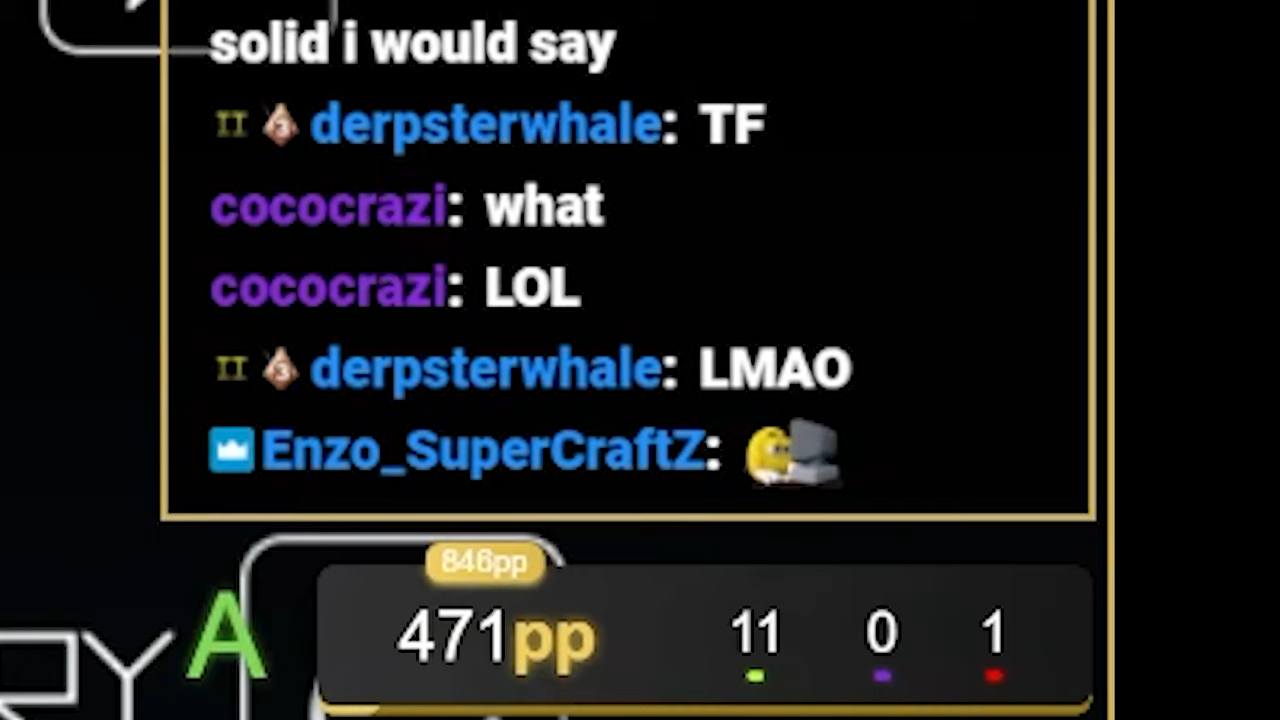 solid i would say
derpsterwhale: TF
cococrazi: what
cococrazi: LOL
derpsterwhale: LMAO
Enzo_SuperCraftZ:
846pp
471pp 11 0 1
A